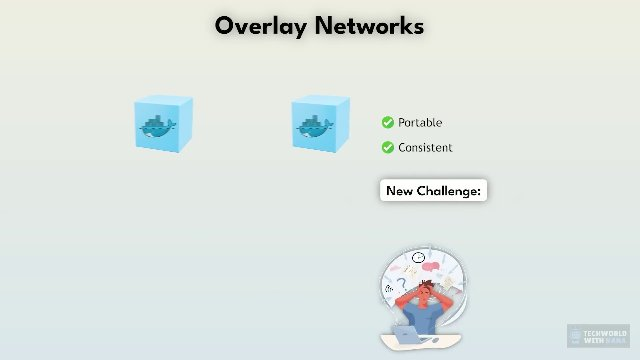 Overlay Networks
Portable
Consistent
New Challenge:
TECHWORLD
WITH NANA